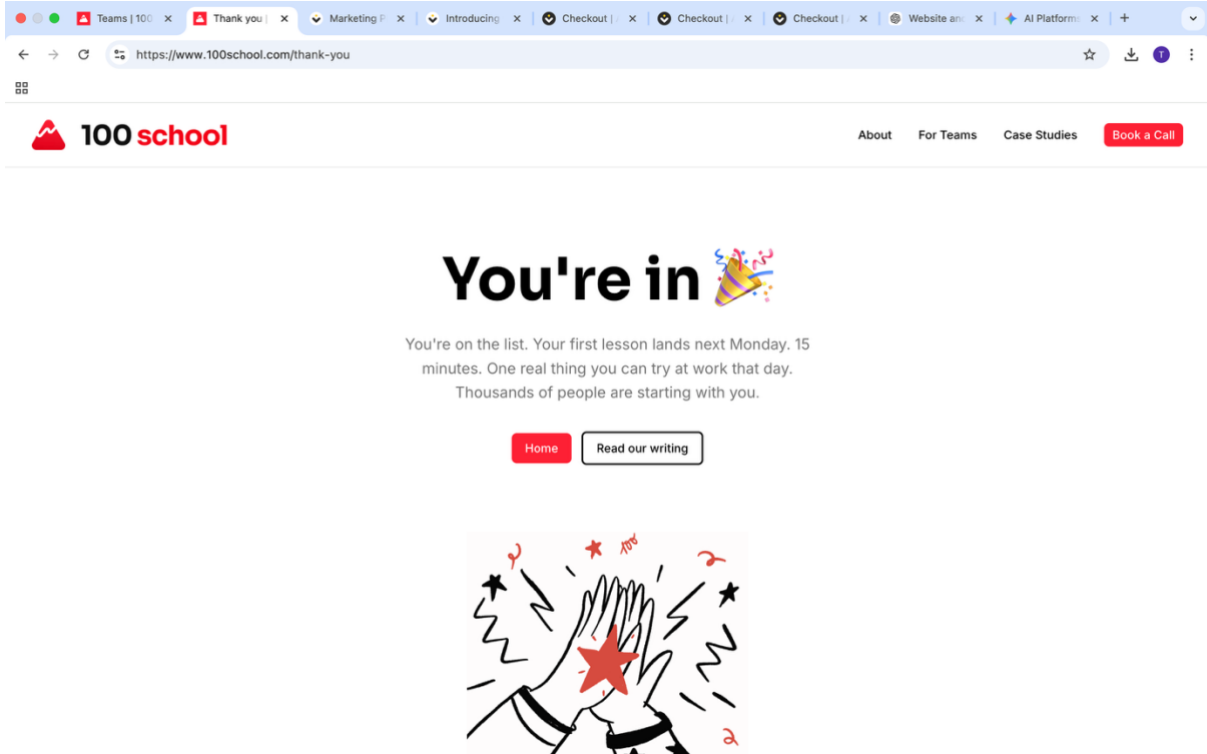 Teams | 100
Thank you |
Marketing P
Introducing
Checkout | /
Checkout | /
Checkout | /
Website and
AI Platforms
https://www.100school.com/thank-you
T
100 school
About
For Teams
Case Studies
Book a Call
You're in
You're on the list. Your first lesson lands next Monday. 15
minutes. One real thing you can try at work that day.
Thousands of people are starting with you.
Home
Read our writing
100